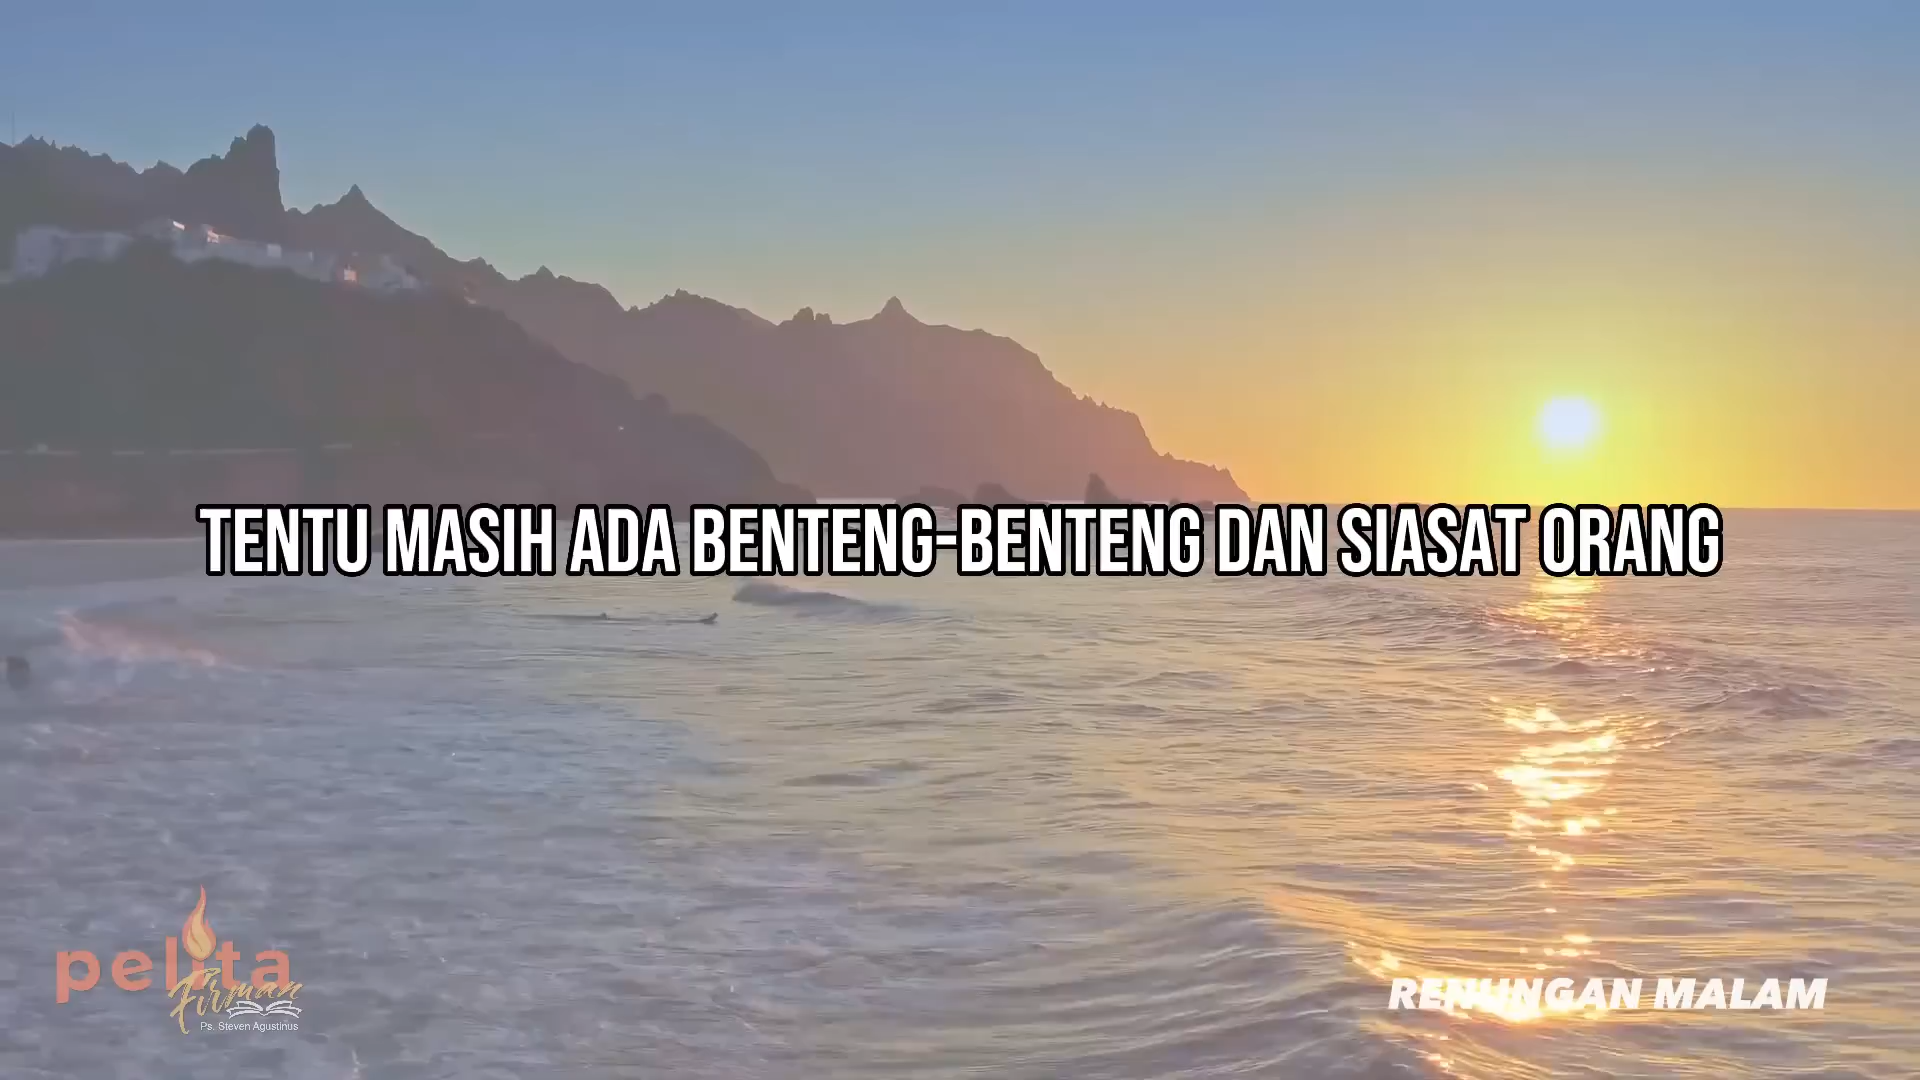 TENTU MASIH ADA BENTENG-BENTENG DAN SIASAT ORANG
pelita
Firman
Ps. Steven Agustinus
RENUNGAN MALAM